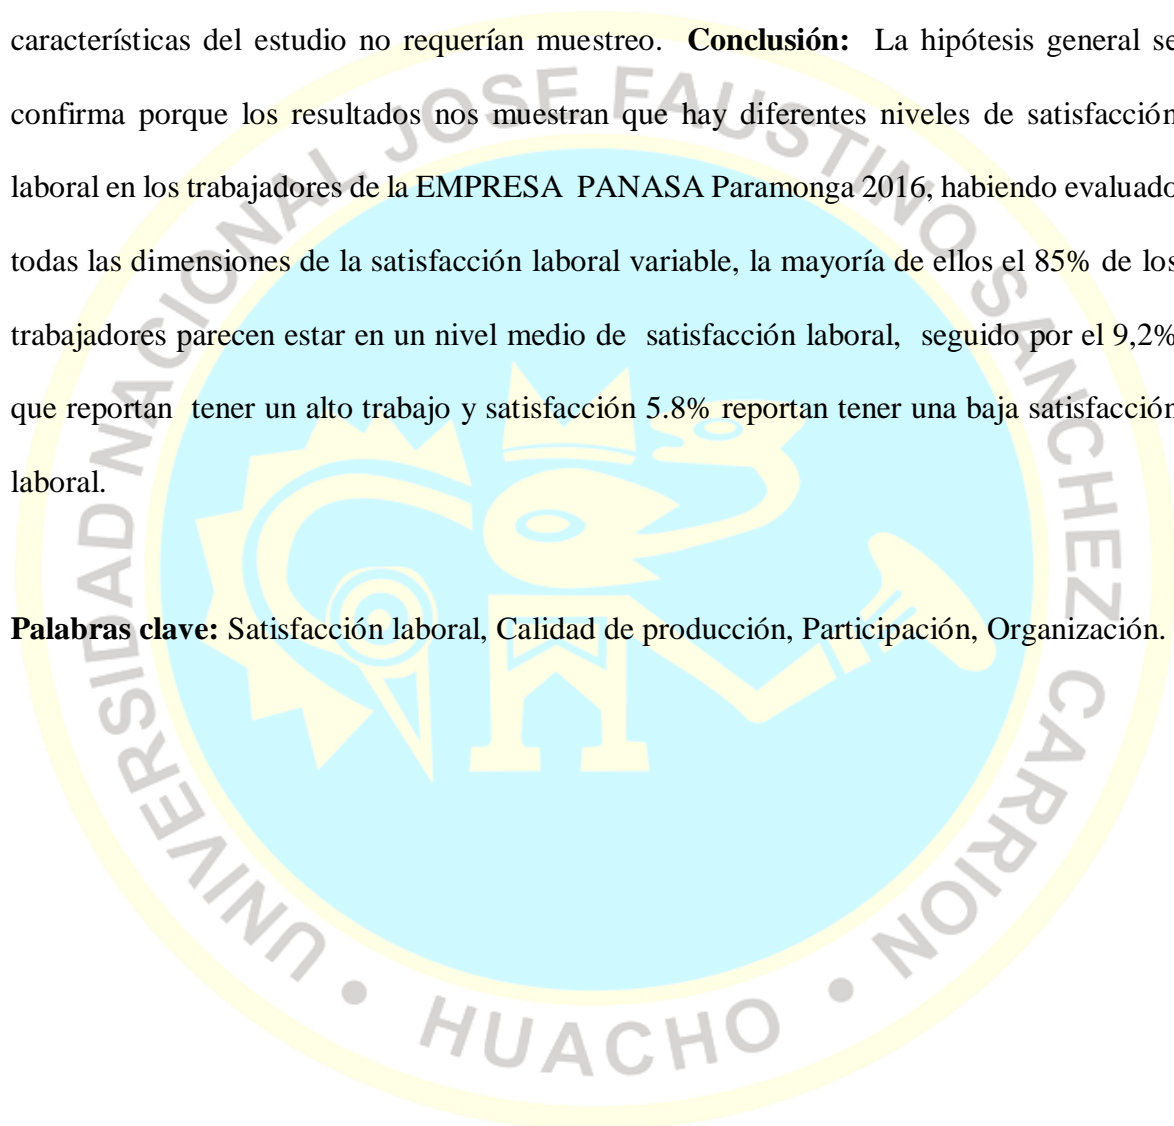 características del estudio no requerían muestreo. Conclusión: La hipótesis general se
confirma porque los resultados nos muestran que hay diferentes niveles de satisfacción
laboral en los trabajadores de la EMPRESA PANASA Paramonga 2016, habiendo evaluado
todas las dimensiones de la satisfacción laboral variable, la mayoría de ellos el 85% de los
trabajadores parecen estar en un nivel medio de satisfacción laboral, seguido por el 9,2%
que reportan tener un alto trabajo y satisfacción 5.8% reportan tener una baja satisfacción
laboral.
Palabras clave: Satisfacción laboral, Calidad de producción, Participación, Organización.
UNIVERSIDAD NACIONAL JOSE FAUSTINO SANCHEZ CARRION • HUACHO •